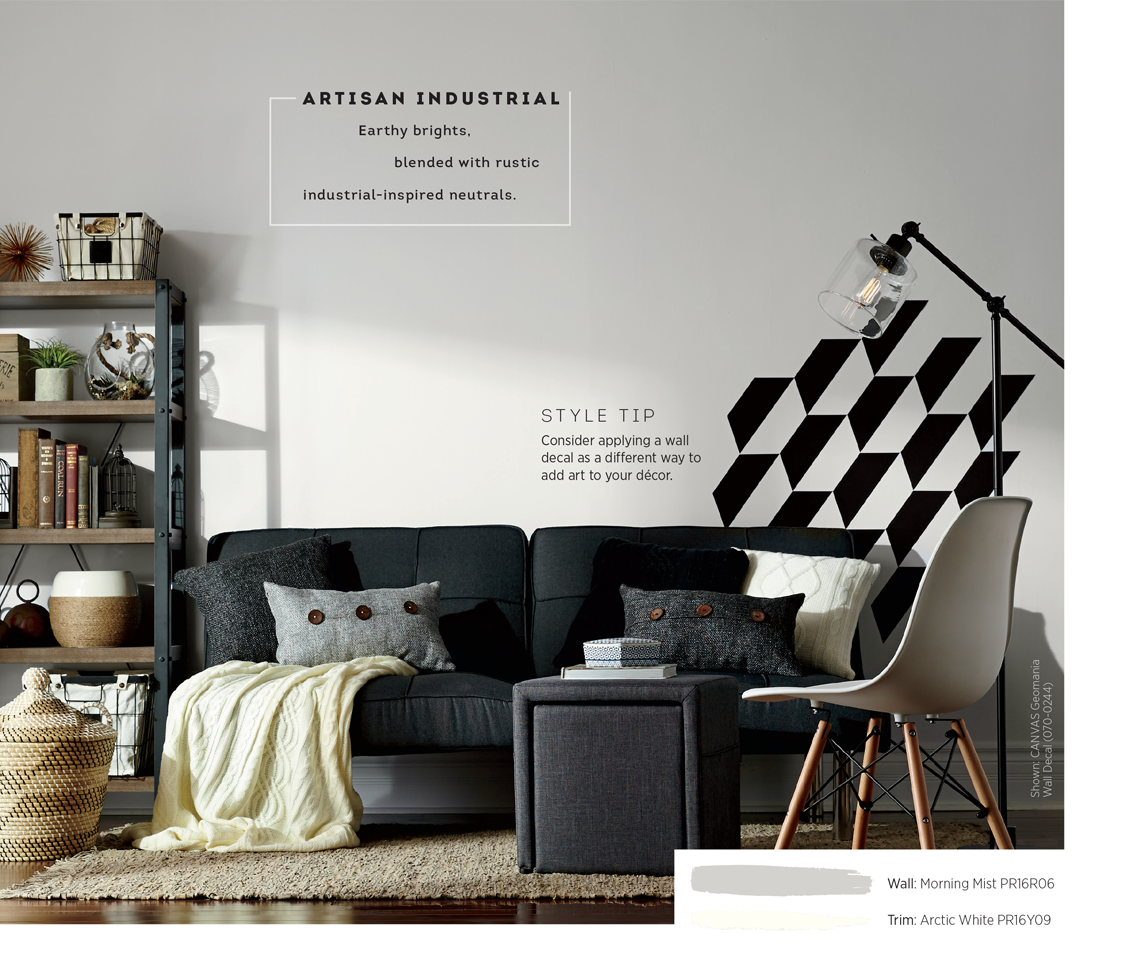 ARTISAN INDUSTRIAL
Earthy brights,
blended with rustic
industrial-inspired neutrals.
STYLE TIP
Consider applying a wall
decal as a different way to
add art to your décor.
Shown: CANVAS Geomania
Wall Decal (070-0244)
Wall: Morning Mist PR16R06
Trim: Arctic White PR16Y09